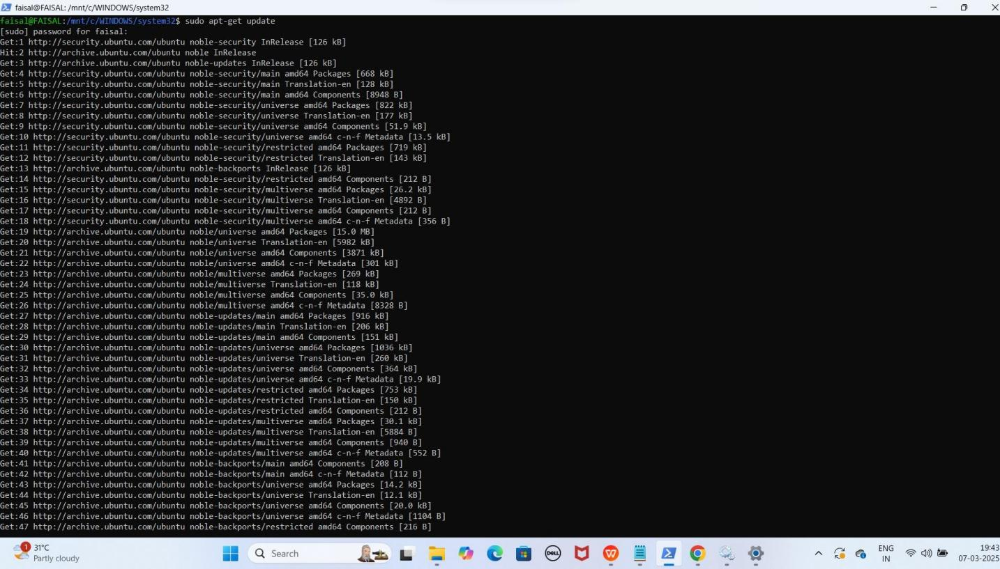 faisal@FAISAL: /mnt/c/WINDOWS/system32
faisal@FAISAL:/mnt/c/WINDOWS/system32$ sudo apt-get update
[sudo] password for faisal:
Get:1 http://security.ubuntu.com/ubuntu noble-security InRelease [126 kB]
Hit:2 http://archive.ubuntu.com/ubuntu noble InRelease
Get:3 http://archive.ubuntu.com/ubuntu noble-updates InRelease [126 kB]
Get:4 http://security.ubuntu.com/ubuntu noble-security/main amd64 Packages [668 kB]
Get:5 http://security.ubuntu.com/ubuntu noble-security/main Translation-en [128 kB]
Get:6 http://security.ubuntu.com/ubuntu noble-security/main amd64 Components [8948 B]
Get:7 http://security.ubuntu.com/ubuntu noble-security/universe amd64 Packages [822 kB]
Get:8 http://security.ubuntu.com/ubuntu noble-security/universe Translation-en [177 kB]
Get:9 http://security.ubuntu.com/ubuntu noble-security/universe amd64 Components [51.9 kB]
Get:10 http://security.ubuntu.com/ubuntu noble-security/universe amd64 c-n-f Metadata [13.5 kB]
Get:11 http://security.ubuntu.com/ubuntu noble-security/restricted amd64 Packages [719 kB]
Get:12 http://security.ubuntu.com/ubuntu noble-security/restricted Translation-en [143 kB]
Get:13 http://archive.ubuntu.com/ubuntu noble-backports InRelease [126 kB]
Get:14 http://security.ubuntu.com/ubuntu noble-security/restricted amd64 Components [212 B]
Get:15 http://security.ubuntu.com/ubuntu noble-security/multiverse amd64 Packages [26.2 kB]
Get:16 http://security.ubuntu.com/ubuntu noble-security/multiverse Translation-en [4892 B]
Get:17 http://security.ubuntu.com/ubuntu noble-security/multiverse amd64 Components [212 B]
Get:18 http://security.ubuntu.com/ubuntu noble-security/multiverse amd64 c-n-f Metadata [356 B]
Get:19 http://archive.ubuntu.com/ubuntu noble/universe amd64 Packages [15.0 MB]
Get:20 http://archive.ubuntu.com/ubuntu noble/universe Translation-en [5982 kB]
Get:21 http://archive.ubuntu.com/ubuntu noble/universe amd64 Components [3871 kB]
Get:22 http://archive.ubuntu.com/ubuntu noble/universe amd64 c-n-f Metadata [301 kB]
Get:23 http://archive.ubuntu.com/ubuntu noble/multiverse amd64 Packages [269 kB]
Get:24 http://archive.ubuntu.com/ubuntu noble/multiverse Translation-en [118 kB]
Get:25 http://archive.ubuntu.com/ubuntu noble/multiverse amd64 Components [35.0 kB]
Get:26 http://archive.ubuntu.com/ubuntu noble/multiverse amd64 c-n-f Metadata [8328 B]
Get:27 http://archive.ubuntu.com/ubuntu noble-updates/main amd64 Packages [916 kB]
Get:28 http://archive.ubuntu.com/ubuntu noble-updates/main Translation-en [206 kB]
Get:29 http://archive.ubuntu.com/ubuntu noble-updates/main amd64 Components [151 kB]
Get:30 http://archive.ubuntu.com/ubuntu noble-updates/universe amd64 Packages [1036 kB]
Get:31 http://archive.ubuntu.com/ubuntu noble-updates/universe Translation-en [260 kB]
Get:32 http://archive.ubuntu.com/ubuntu noble-updates/universe amd64 Components [364 kB]
Get:33 http://archive.ubuntu.com/ubuntu noble-updates/universe amd64 c-n-f Metadata [19.9 kB]
Get:34 http://archive.ubuntu.com/ubuntu noble-updates/restricted amd64 Packages [753 kB]
Get:35 http://archive.ubuntu.com/ubuntu noble-updates/restricted Translation-en [150 kB]
Get:36 http://archive.ubuntu.com/ubuntu noble-updates/restricted amd64 Components [212 B]
Get:37 http://archive.ubuntu.com/ubuntu noble-updates/multiverse amd64 Packages [30.1 kB]
Get:38 http://archive.ubuntu.com/ubuntu noble-updates/multiverse Translation-en [5884 B]
Get:39 http://archive.ubuntu.com/ubuntu noble-updates/multiverse amd64 Components [940 B]
Get:40 http://archive.ubuntu.com/ubuntu noble-updates/multiverse amd64 c-n-f Metadata [552 B]
Get:41 http://archive.ubuntu.com/ubuntu noble-backports/main amd64 Components [208 B]
Get:42 http://archive.ubuntu.com/ubuntu noble-backports/main amd64 c-n-f Metadata [112 B]
Get:43 http://archive.ubuntu.com/ubuntu noble-backports/universe amd64 Packages [14.2 kB]
Get:44 http://archive.ubuntu.com/ubuntu noble-backports/universe Translation-en [12.1 kB]
Get:45 http://archive.ubuntu.com/ubuntu noble-backports/universe amd64 Components [20.0 kB]
Get:46 http://archive.ubuntu.com/ubuntu noble-backports/universe amd64 c-n-f Metadata [1104 B]
Get:47 http://archive.ubuntu.com/ubuntu noble-backports/restricted amd64 Components [216 B]
1
31°C
Partly cloudy
Search
DELL
ENG
IN
19:43
07-03-2025